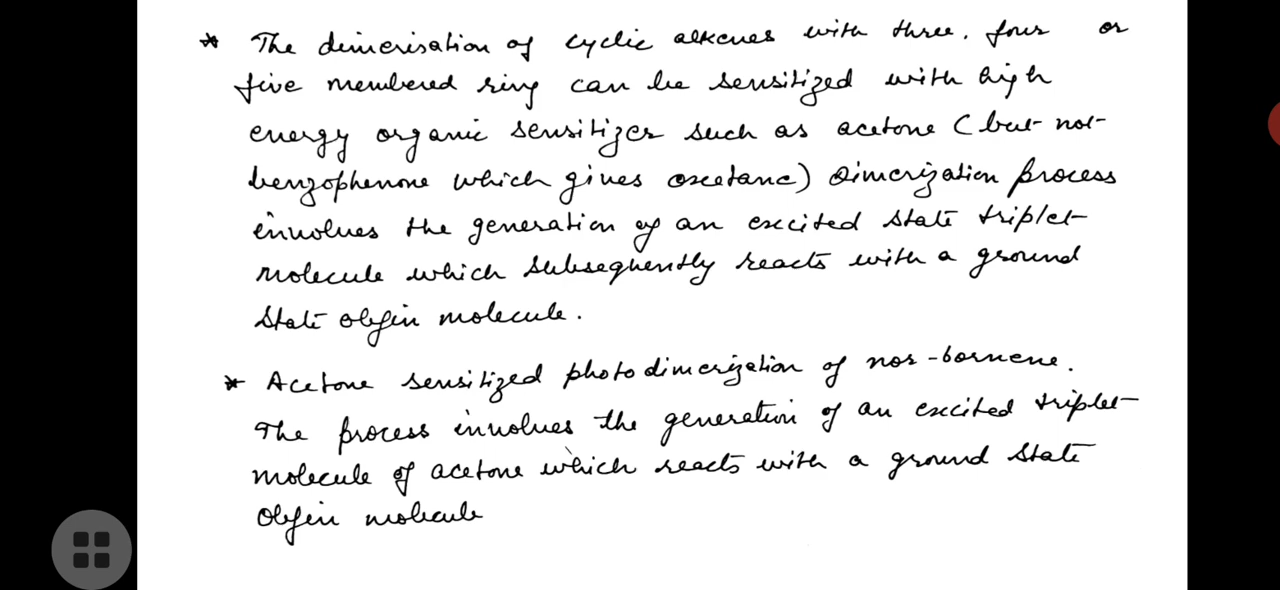 * The dimerisation of cyclic alkenes with three, four or
five membered ring can be sensitized with high
energy organic sensitizer such as acetone (but not
benzophenone which gives oxetane) Dimerization process
involves the generation of an excited state triplet
molecule which subsequently reacts with a ground
state olefin molecule.
* Acetone sensitized photodimerization of nor-bornene.
The process involves the generation of an excited triplet
molecule of acetone which reacts with a ground state
olefin molecule